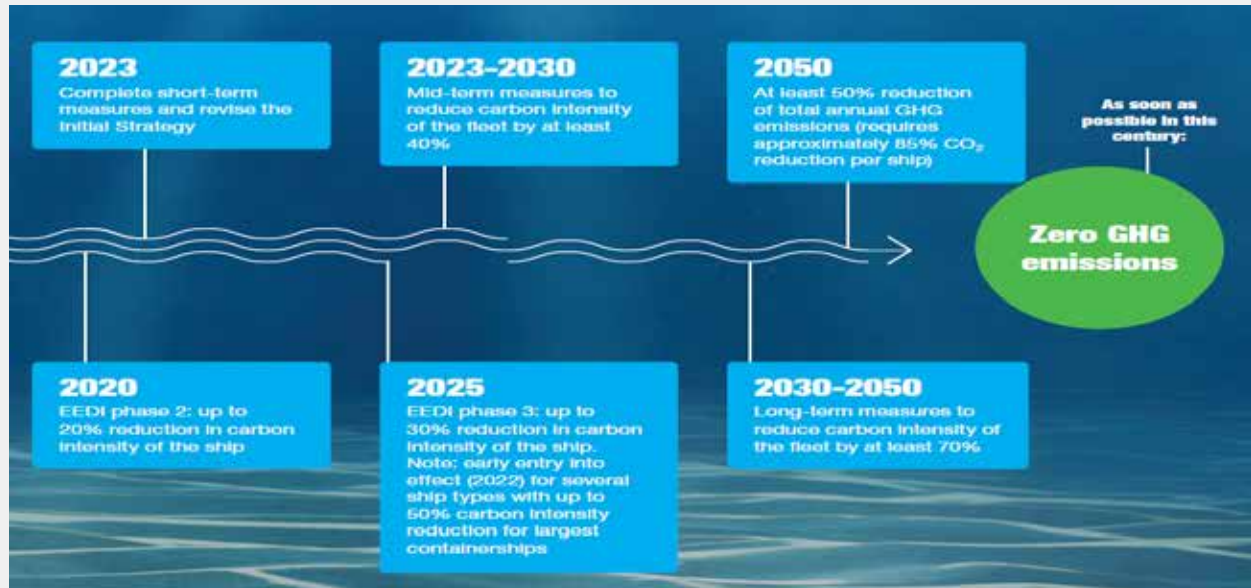 2023
Complete short-term
measures and revise the
Initial Strategy
2023-2030
Mid-term measures to
reduce carbon intensity
of the fleet by at least
40%
2050
At least 50% reduction
of total annual GHG
emissions (requires
approximately 85% CO₂
reduction per ship)
As soon as
possible in this
century:
Zero GHG
emissions
2020
EEDI phase 2: up to
20% reduction in carbon
intensity of the ship
2025
EEDI phase 3: up to
30% reduction in carbon
intensity of the ship.
Note: early entry into
effect (2022) for several
ship types with up to
50% carbon intensity
reduction for largest
containerships
2030-2050
Long-term measures to
reduce carbon intensity of
the fleet by at least 70%